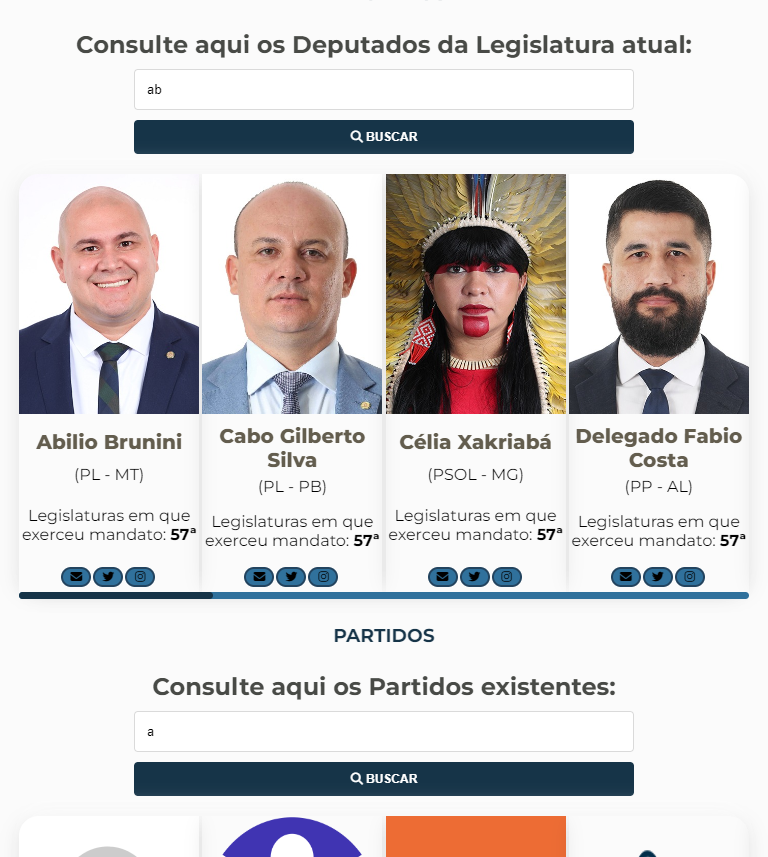 Consulte aqui os Deputados da Legislatura atual:
ab
BUSCAR
Abilio Brunini
(PL - MT)
Legislaturas em que
exerceu mandato: 57ª
Cabo Gilberto
Silva
(PL - PB)
Legislaturas em que
exerceu mandato: 57ª
Célia Xakriabá
(PSOL - MG)
Legislaturas em que
exerceu mandato: 57ª
Delegado Fabio
Costa
(PP - AL)
Legislaturas em que
exerceu mandato: 57ª
PARTIDOS
Consulte aqui os Partidos existentes:
a
BUSCAR